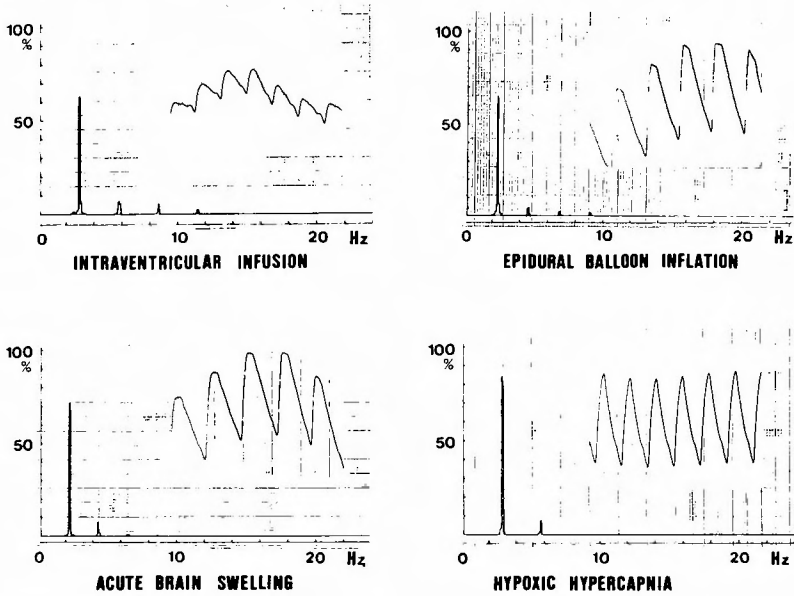 100
%
50
0 10 20 Hz
INTRAVENTRICULAR INFUSION
100
%
50
0 10 20 Hz
EPIDURAL BALLOON INFLATION
100
%
50
0 10 20 Hz
ACUTE BRAIN SWELLING
100
%
50
0 10 20 Hz
HYPOXIC HYPERCAPNIA